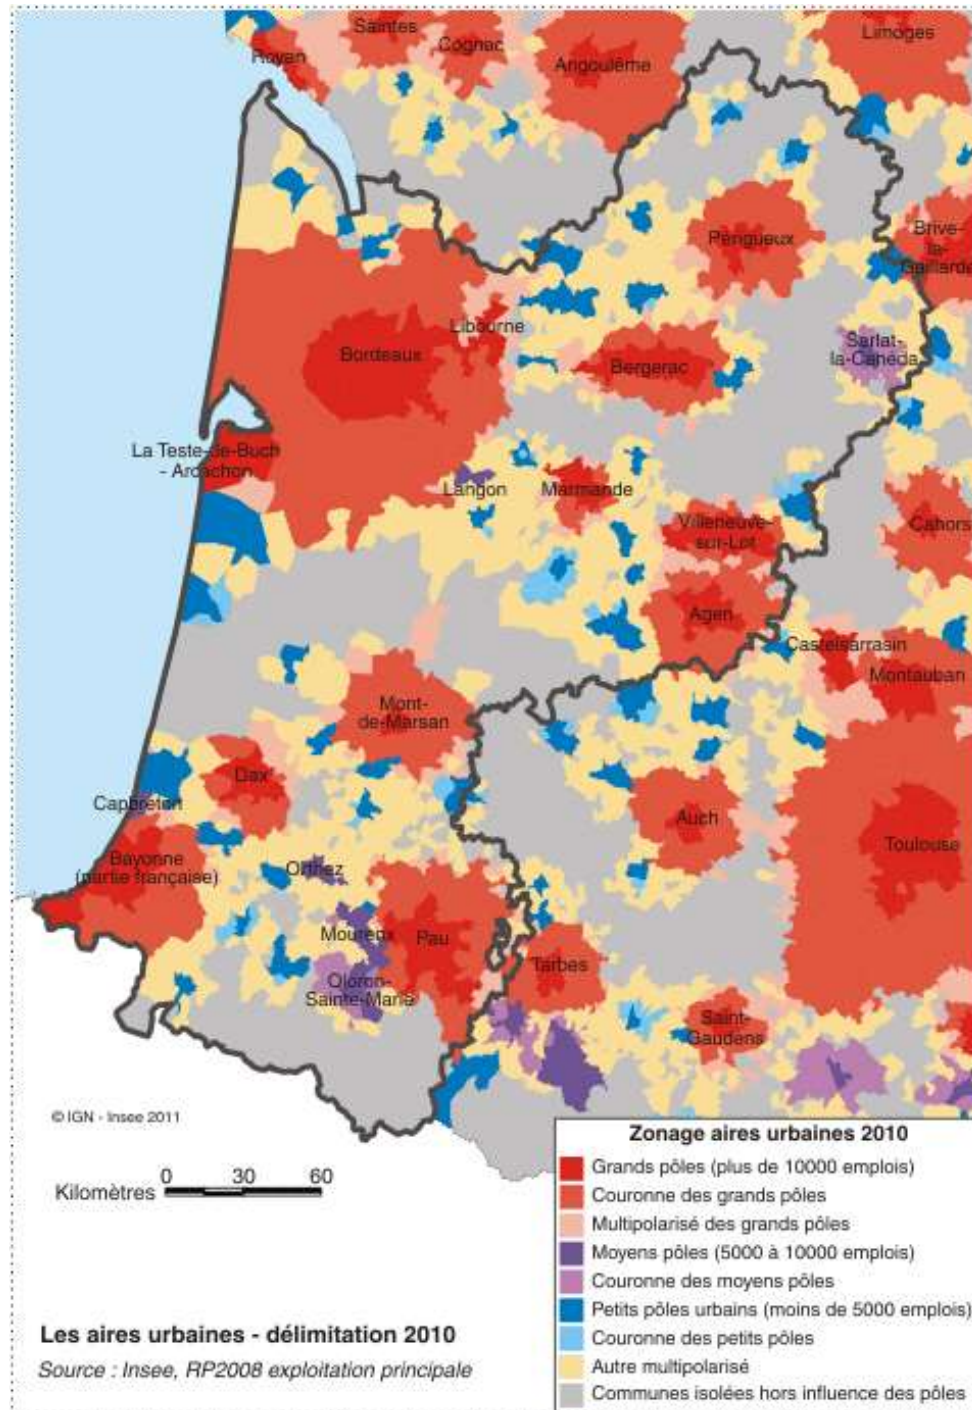 Saintes
Royan
Cognac
Angoulême
Limoges
Périgueux
Brive-
la-
Gaillarde
Libourne
Bordeaux
Bergerac
Sarlat-
la-Canéda
La Teste-de-Buch
- Arcachon
Langon
Marmande
Villeneuve-
sur-Lot
Cahors
Agen
Castelsarrasin
Montauban
Mont-
de-Marsan
Dax
Capbreton
Auch
Toulouse
Bayonne
(partie française)
Orthez
Mourenx
Pau
Tarbes
Oloron-
Sainte-Marie
Saint-
Gaudens
© IGN - Insee 2011
Kilomètres
0 30 60
Zonage aires urbaines 2010
Grands pôles (plus de 10000 emplois)
Couronne des grands pôles
Multipolarisé des grands pôles
Moyens pôles (5000 à 10000 emplois)
Couronne des moyens pôles
Petits pôles urbains (moins de 5000 emplois)
Couronne des petits pôles
Autre multipolarisé
Communes isolées hors influence des pôles
Les aires urbaines - délimitation 2010
Source : Insee, RP2008 exploitation principale